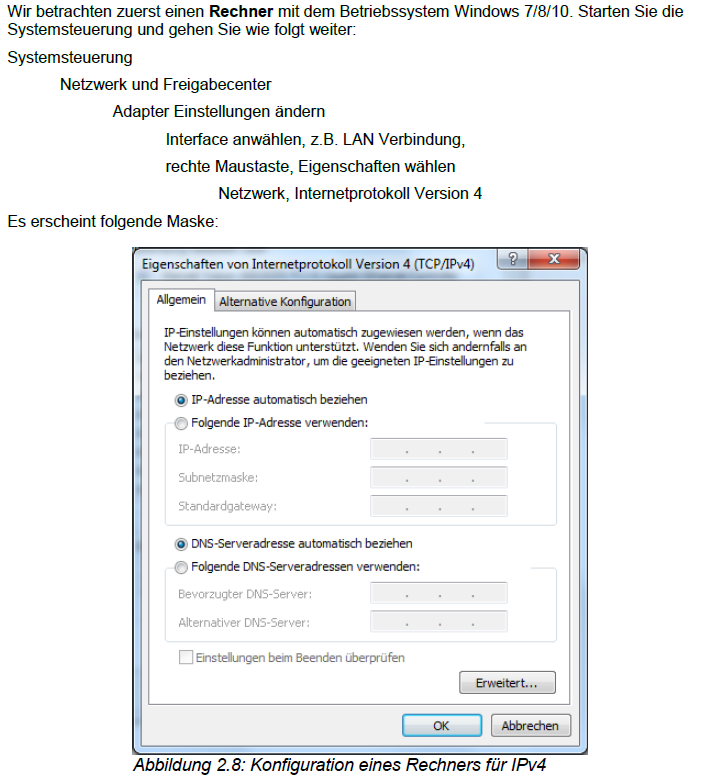 Wir betrachten zuerst einen Rechner mit dem Betriebssystem Windows 7/8/10. Starten Sie die
Systemsteuerung und gehen Sie wie folgt weiter:
Systemsteuerung
Netzwerk und Freigabecenter
Adapter Einstellungen ändern
Interface anwählen, z.B. LAN Verbindung,
rechte Maustaste, Eigenschaften wählen
Netzwerk, Internetprotokoll Version 4
Es erscheint folgende Maske:
Eigenschaften von Internetprotokoll Version 4 (TCP/IPv4)
Allgemein Alternative Konfiguration
IP-Einstellungen können automatisch zugewiesen werden, wenn das
Netzwerk diese Funktion unterstützt. Wenden Sie sich andernfalls an
den Netzwerkadministrator, um die geeigneten IP-Einstellungen zu
beziehen.
IP-Adresse automatisch beziehen
Folgende IP-Adresse verwenden:
IP-Adresse: . . .
Subnetzmaske: . . .
Standardgateway: . . .
DNS-Serveradresse automatisch beziehen
Folgende DNS-Serveradressen verwenden:
Bevorzugter DNS-Server: . . .
Alternativer DNS-Server: . . .
Einstellungen beim Beenden überprüfen
Erweitert...
OK Abbrechen
Abbildung 2.8: Konfiguration eines Rechners für IPv4